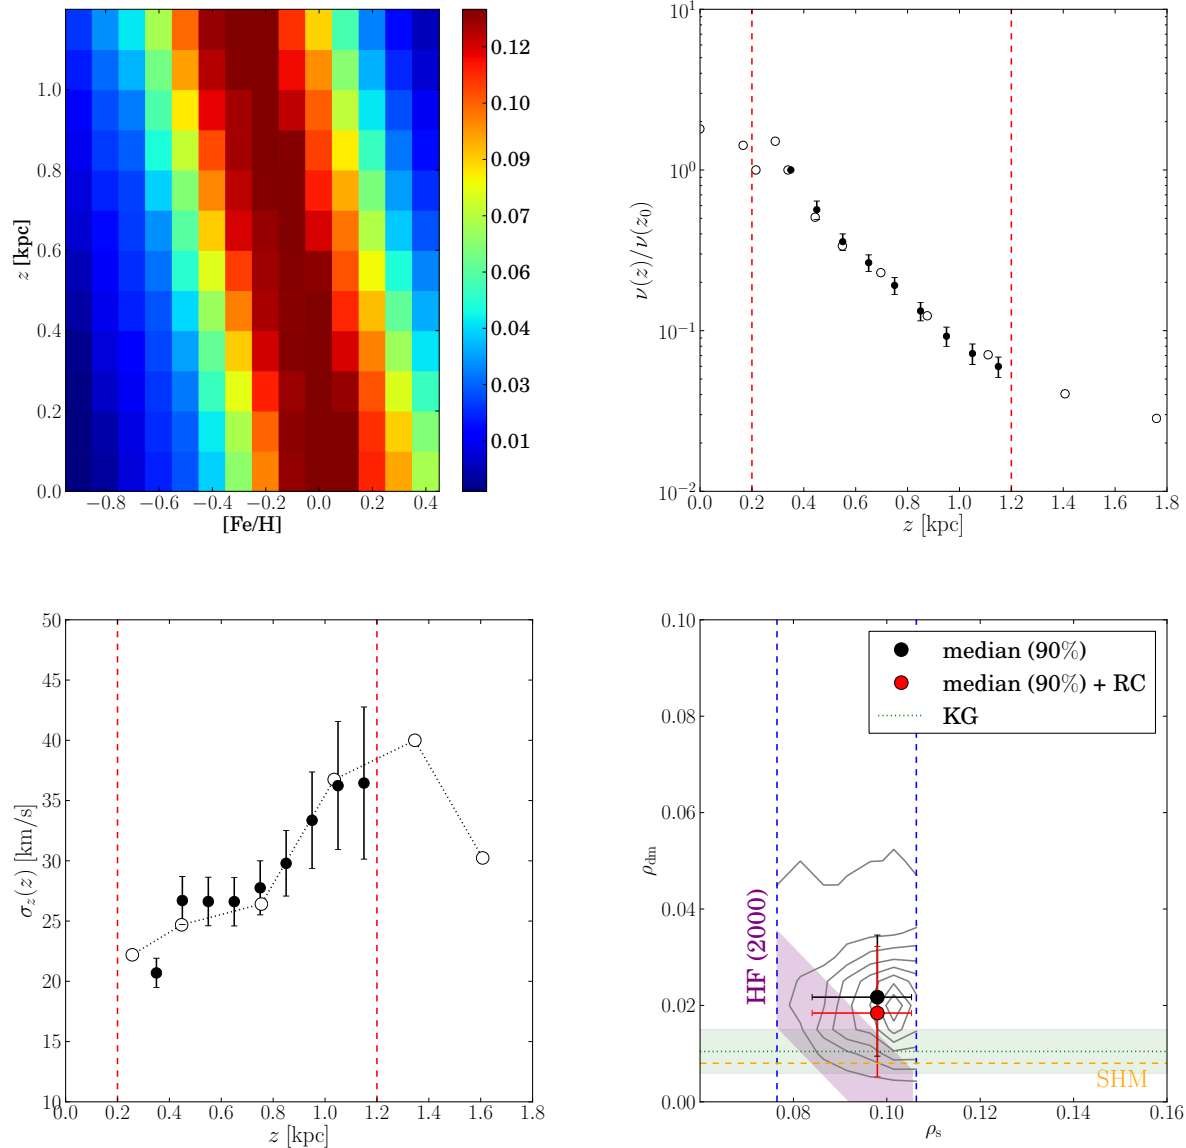 1.0
0.8
0.6
0.4
0.2
0.0
z [kpc]
−0.8 −0.6 −0.4 −0.2 0.0 0.2 0.4
[Fe/H]
0.12
0.10
0.09
0.07
0.06
0.04
0.03
0.01
10¹
10⁰
10⁻¹
10⁻²
ν(z)/ν(z₀)
0.0 0.2 0.4 0.6 0.8 1.0 1.2 1.4 1.6 1.8
z [kpc]
50
45
40
35
30
25
20
15
10
σ_z(z) [km/s]
0.0 0.2 0.4 0.6 0.8 1.0 1.2 1.4 1.6 1.8
z [kpc]
0.10
0.08
0.06
0.04
0.02
0.00
ρ_dm
median (90%)
median (90%) + RC
KG
HF (2000)
SHM
0.08 0.10 0.12 0.14 0.16
ρ_s